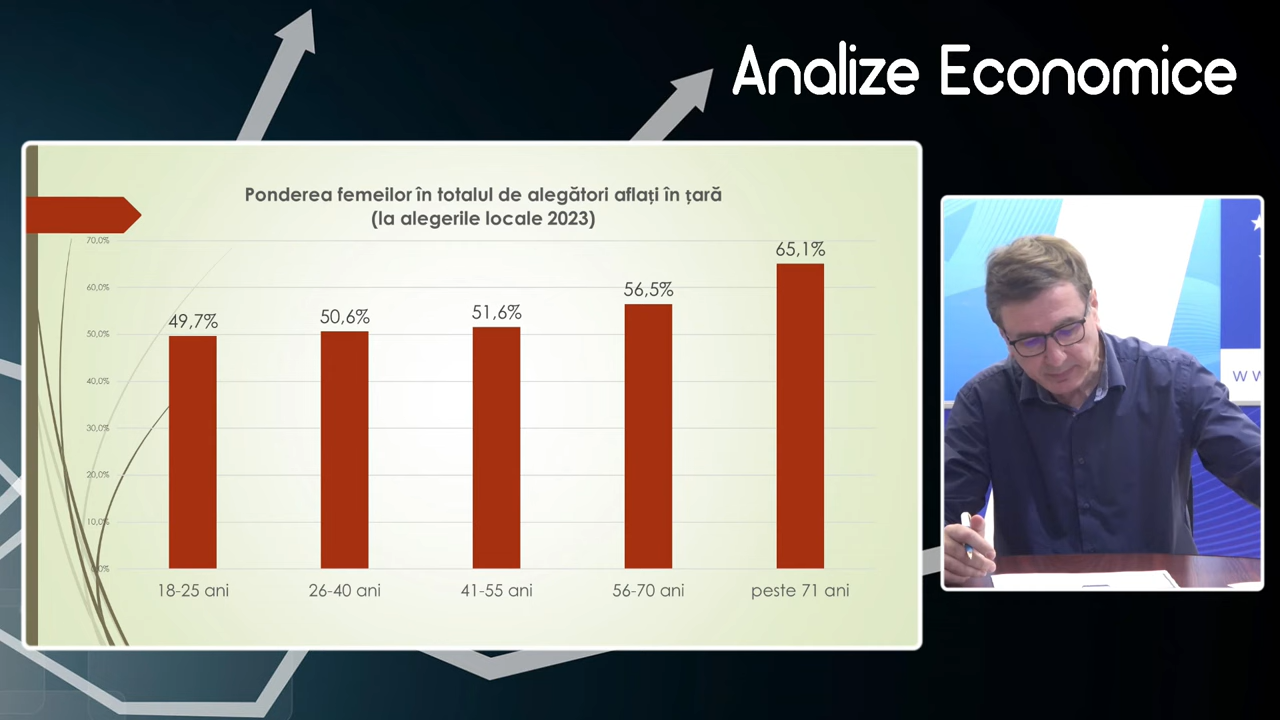 Analize Economice
Ponderea femeilor în totalul de alegători aflați în țară
(la alegerile locale 2023)
70,0%
60,0%
50,0%
40,0%
30,0%
20,0%
10,0%
49,7%
50,6%
51,6%
56,5%
65,1%
18-25 ani
26-40 ani
41-55 ani
56-70 ani
peste 71 ani